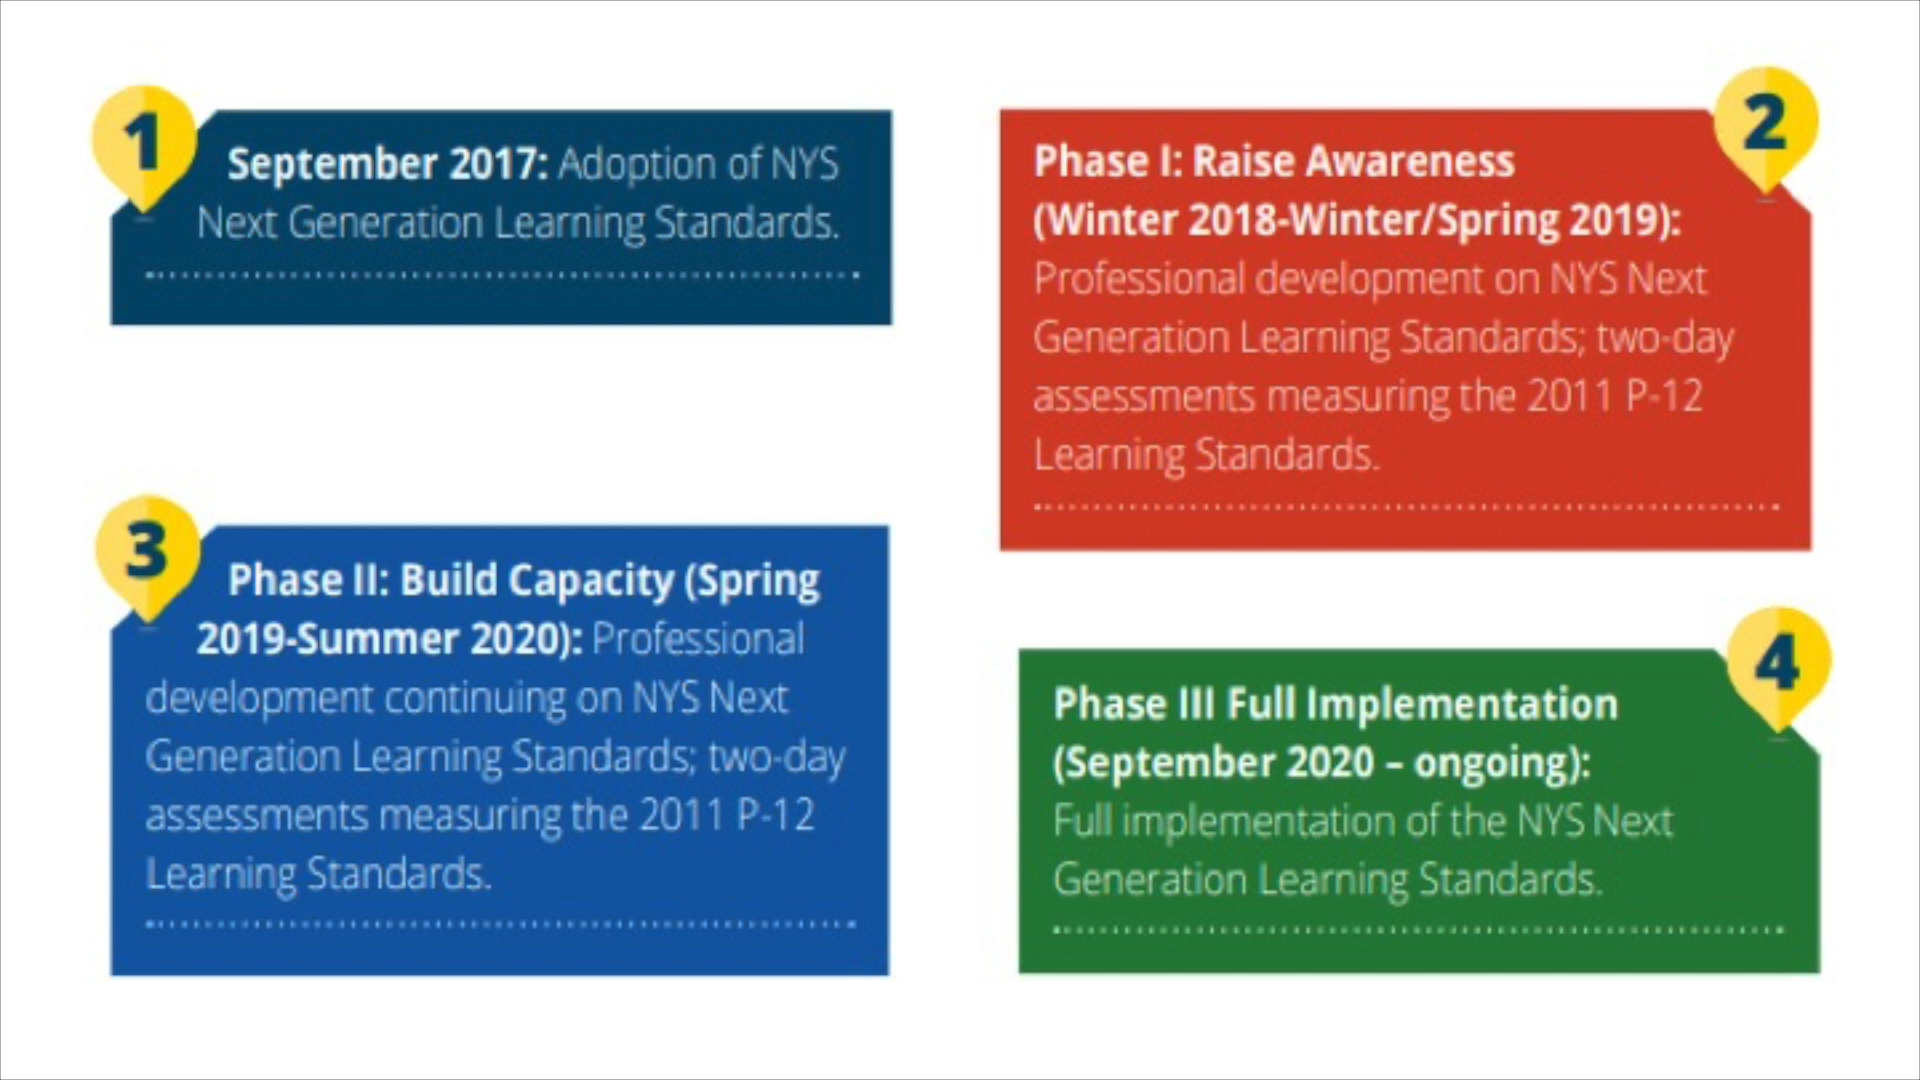 1
September 2017: Adoption of NYS
Next Generation Learning Standards.
2
Phase I: Raise Awareness
(Winter 2018-Winter/Spring 2019):
Professional development on NYS Next
Generation Learning Standards; two-day
assessments measuring the 2011 P-12
Learning Standards.
3
Phase II: Build Capacity (Spring
2019-Summer 2020): Professional
development continuing on NYS Next
Generation Learning Standards; two-day
assessments measuring the 2011 P-12
Learning Standards.
4
Phase III Full Implementation
(September 2020 – ongoing):
Full implementation of the NYS Next
Generation Learning Standards.